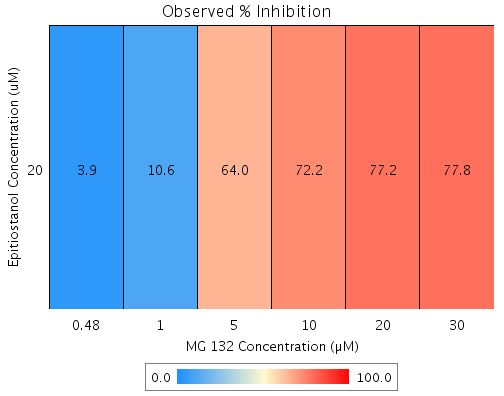 Observed % Inhibition
Epitiostanol Concentration (uM)
20
3.9 10.6 64.0 72.2 77.2 77.8
0.48 1 5 10 20 30
MG 132 Concentration (µM)
0.0 100.0